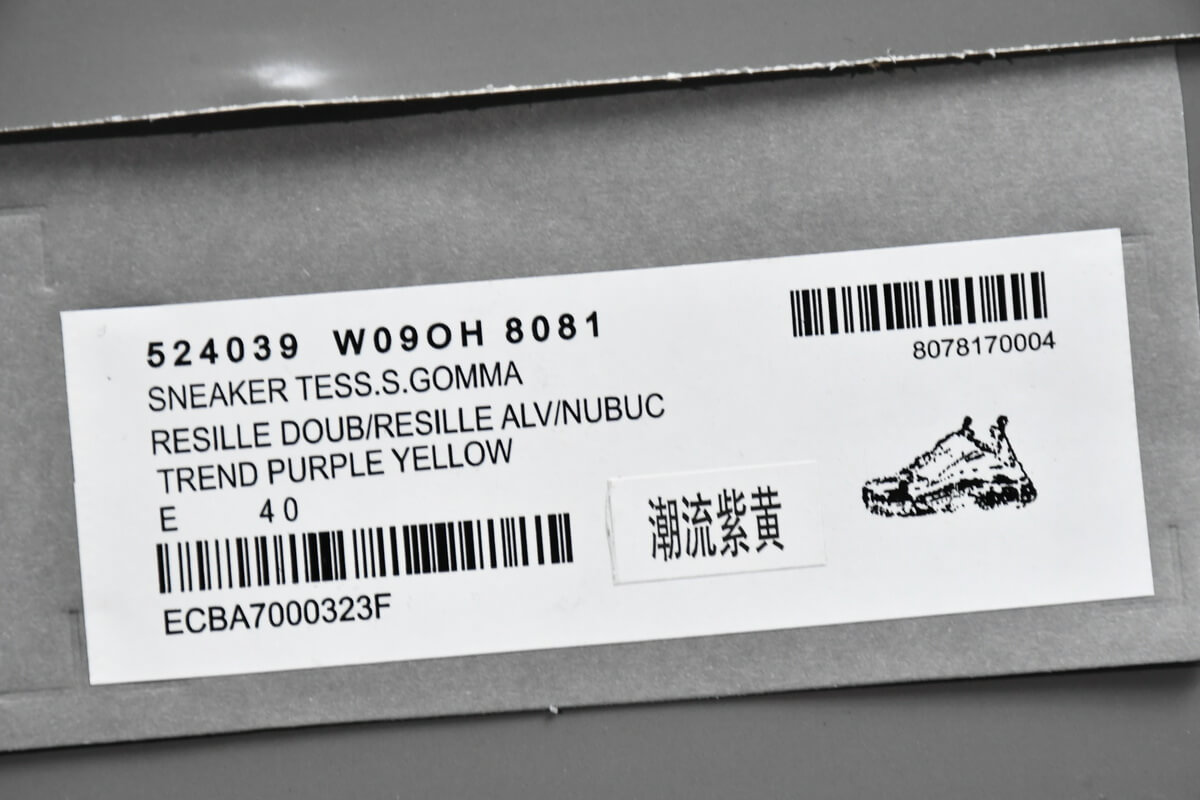 524039 W09OH 8081
SNEAKER TESS.S.GOMMA
RESILLE DOUB/RESILLE ALV/NUBUC
TREND PURPLE YELLOW
E 40
ECBA7000323F
8078170004
潮流紫黄